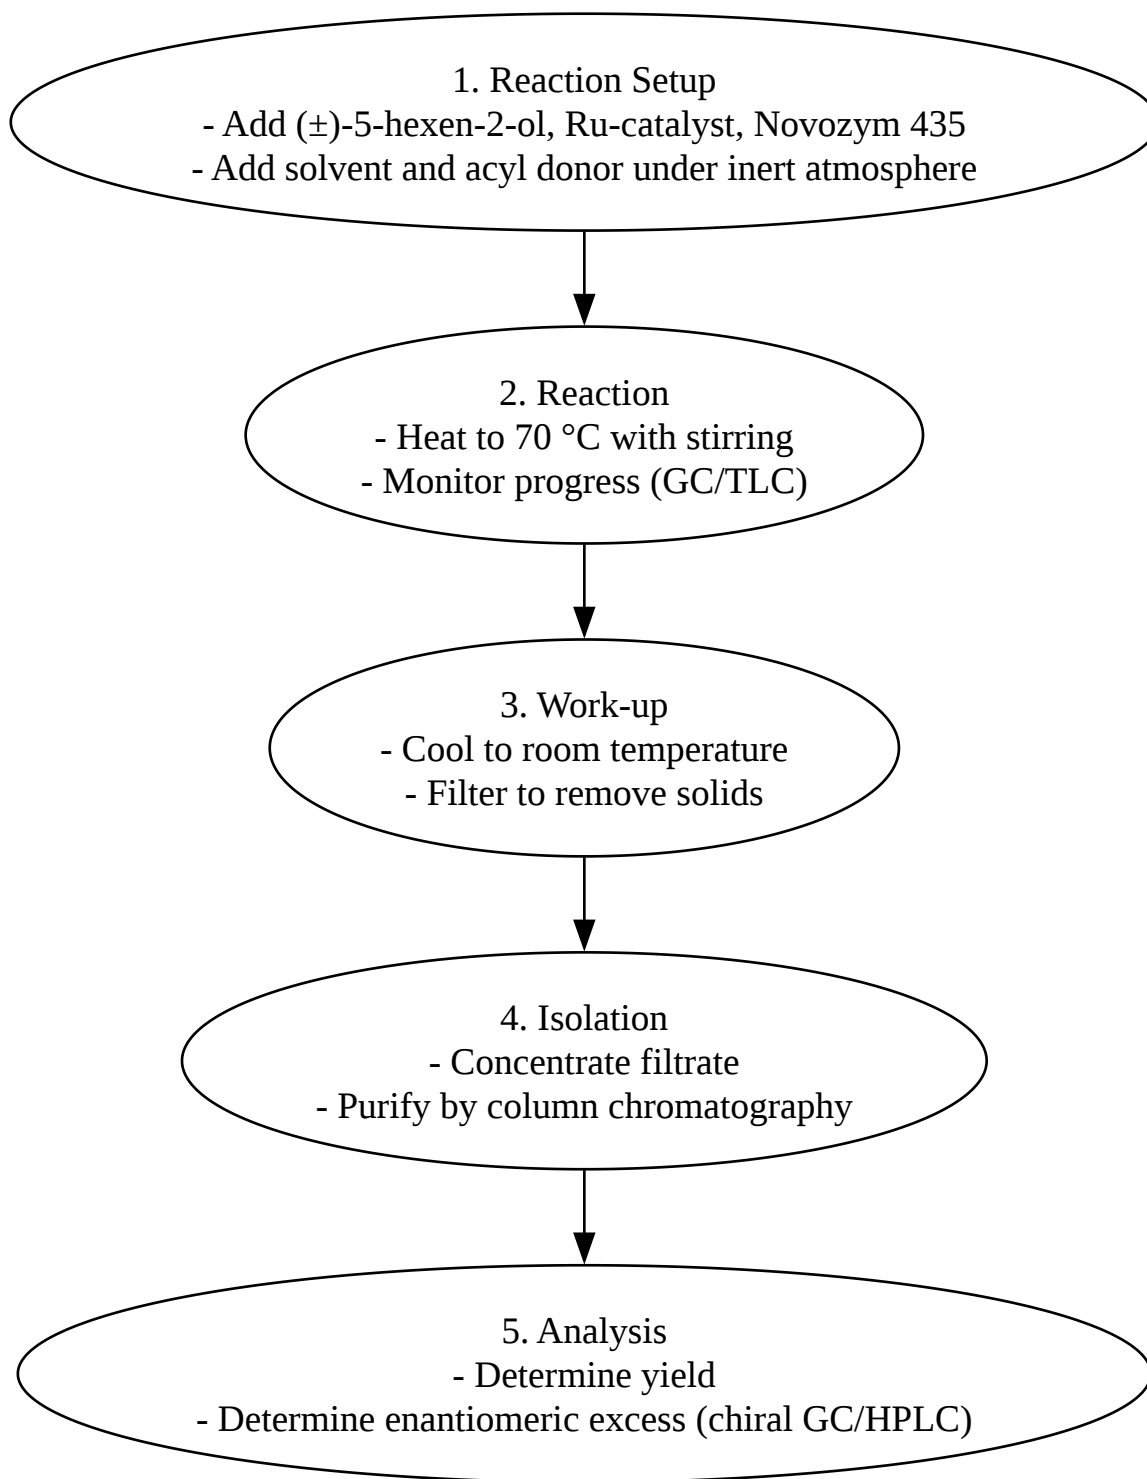 1. Reaction Setup
- Add (±)-5-hexen-2-ol, Ru-catalyst, Novozym 435
- Add solvent and acyl donor under inert atmosphere
2. Reaction
- Heat to 70 °C with stirring
- Monitor progress (GC/TLC)
3. Work-up
- Cool to room temperature
- Filter to remove solids
4. Isolation
- Concentrate filtrate
- Purify by column chromatography
5. Analysis
- Determine yield
- Determine enantiomeric excess (chiral GC/HPLC)